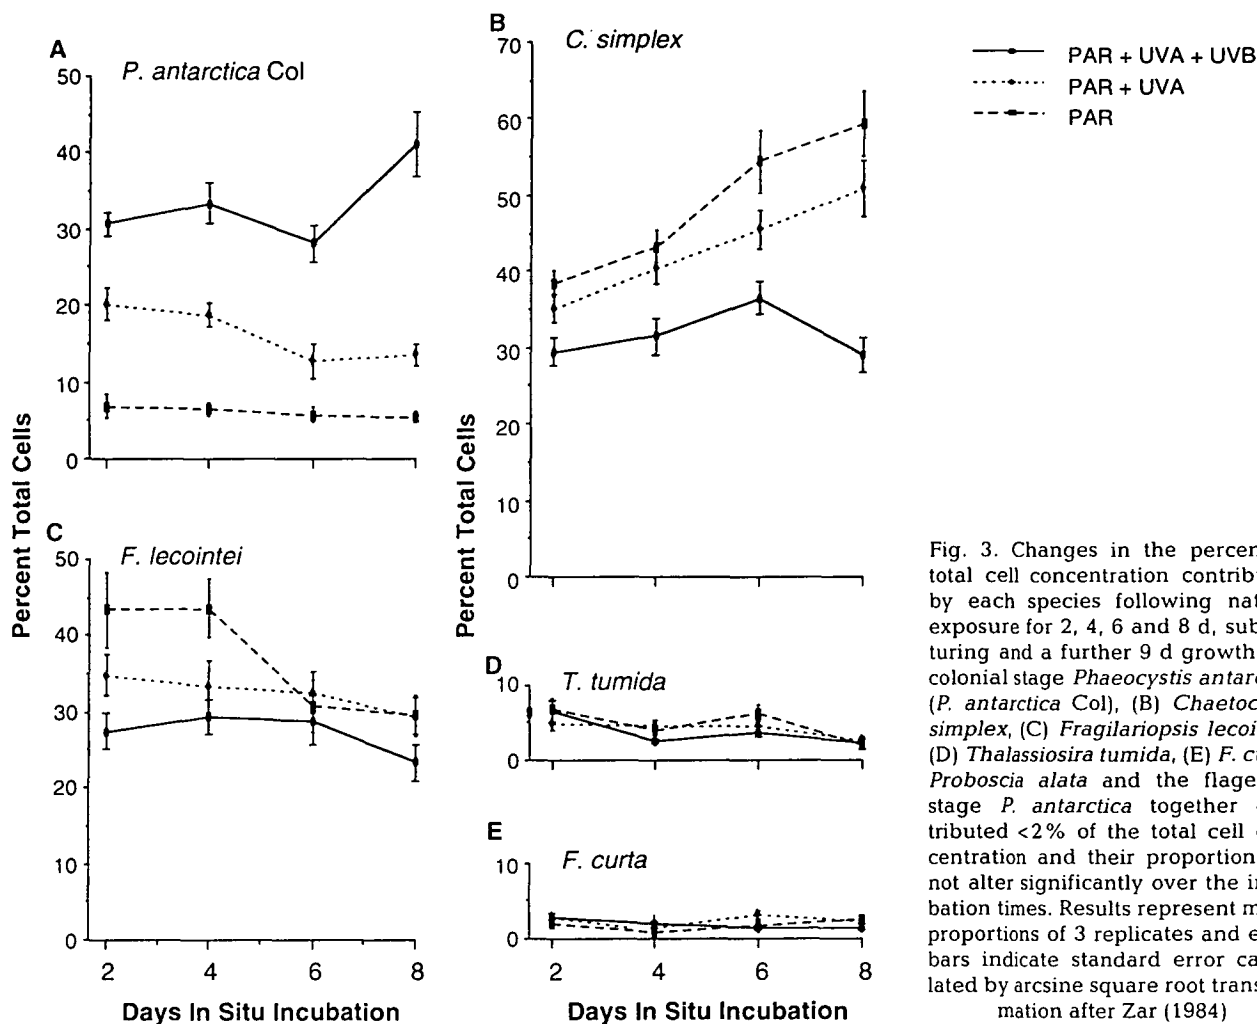 A
P. antarctica Col
50
40
30
20
10
0
2
4
6
8
B
C. simplex
70
60
50
40
30
20
10
0
PAR + UVA + UVB
PAR + UVA
PAR
Percent Total Cells
Percent Total Cells
C
F. lecointei
50
40
30
20
10
0
2
4
6
8
Days In Situ Incubation
D
T. tumida
10
0
E
F. curta
10
0
2
4
6
8
Days In Situ Incubation
Fig. 3. Changes in the percen
total cell concentration contrib
by each species following nat
exposure for 2, 4, 6 and 8 d, sub
turing and a further 9 d growth
colonial stage Phaeocystis antar
(P. antarctica Col), (B) Chaetoc
simplex, (C) Fragilariopsis lecoi
(D) Thalassiosira tumida, (E) F. c
Proboscia alata and the flage
stage P. antarctica together
tributed <2% of the total cell
centration and their proportion
not alter significantly over the i
bation times. Results represent m
proportions of 3 replicates and e
bars indicate standard error ca
lated by arcsine square root trans
mation after Zar (1984)